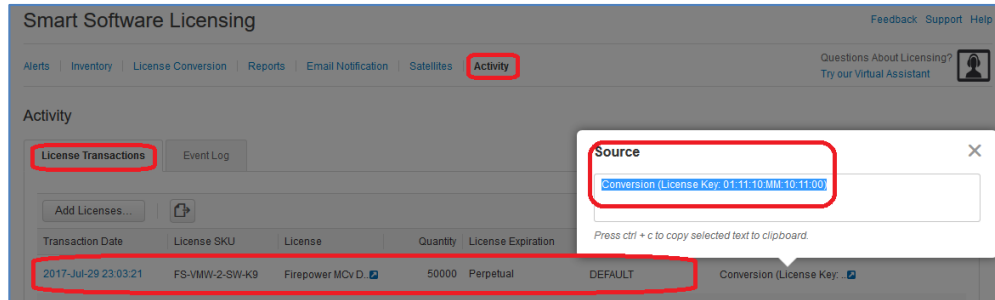 Smart Software Licensing
Feedback Support Help
Alerts Inventory License Conversion Reports Email Notification Satellites Activity
Questions About Licensing?
Try our Virtual Assistant
Activity
License Transactions Event Log
Source
Conversion (License Key: 01:11:10:MM:10:11:00)
Press ctrl + c to copy selected text to clipboard.
Add Licenses...
Transaction Date License SKU License Quantity License Expiration
2017-Jul-29 23:03:21 FS-VMW-2-SW-K9 Firepower MCv D.. 50000 Perpetual DEFAULT Conversion (License Key: ..